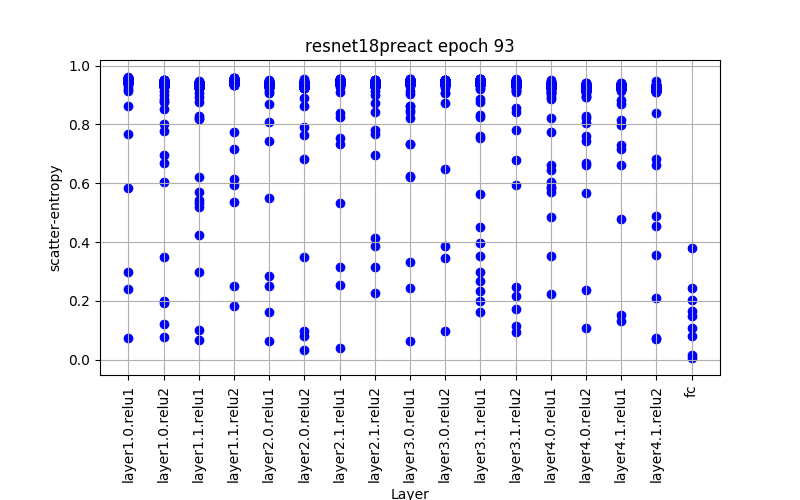 resnet18preact epoch 93
scatter-entropy
1.0
0.8
0.6
0.4
0.2
0.0
layer1.0.relu1
layer1.0.relu2
layer1.1.relu1
layer1.1.relu2
layer2.0.relu1
layer2.0.relu2
layer2.1.relu1
layer2.1.relu2
layer3.0.relu1
layer3.0.relu2
layer3.1.relu1
layer3.1.relu2
layer4.0.relu1
layer4.0.relu2
layer4.1.relu1
layer4.1.relu2
fc
Layer